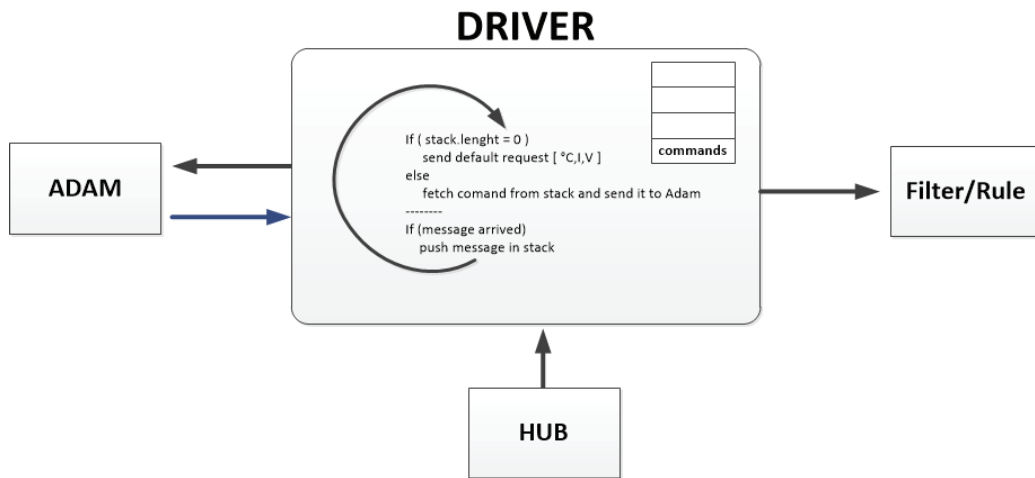 DRIVER
If ( stack.lenght = 0 )
send default request [ °C,I,V ]
else
fetch comand from stack and send it to Adam
--------
If (message arrived)
push message in stack
commands
ADAM
Filter/Rule
HUB